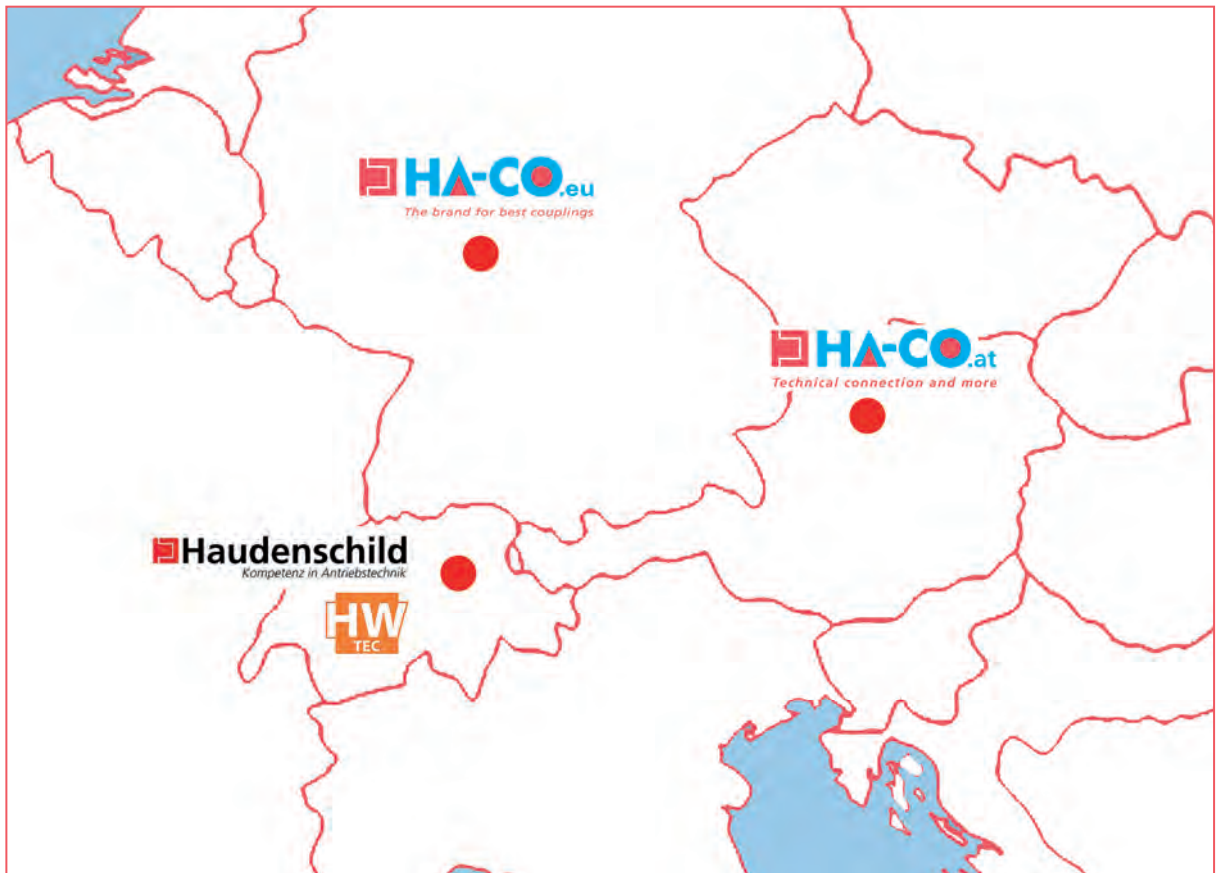 HA-CO.eu
The brand for best couplings
HA-CO.at
Technical connection and more
Haudenschild
Kompetenz in Antriebstechnik
HW
TEC